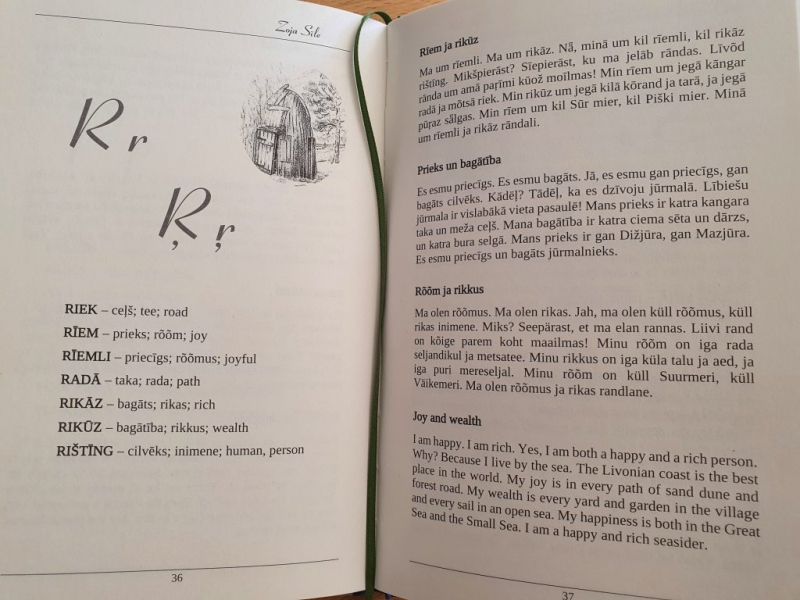 Zoja Sīle
R r
Ŗ ŗ
RIEK – ceļš; tee; road
RĪEM – prieks; rõõm; joy
RĪEMLI – priecīgs; rõõmus; joyful
RADĀ – taka; rada; path
RIKĀZ – bagāts; rikas; rich
RIKŪZ – bagātība; rikkus; wealth
RIŠTĪNG – cilvēks; inimene; human, person
36
Rīem ja rikūz
Ma um rīemli. Ma um rikāz. Nā, minā um kil rīemli, kil rikāz
rištīng. Mikšpierāst? Sīepierāst, ku ma jelāb rāndas. Līvõd
rānda um amā paŗīmi kūož moīlmas! Min rīem um jegā kāngar
radā ja mõtsā riek. Min rikūz um jegā kilā kõrand ja tarā, ja jegā
pūŗaz sǟlgas. Min rīem um kil Sūr mier, kil Piški mier. Minā
um rīemli ja rikāz rāndali.
Prieks un bagātība
Es esmu priecīgs. Es esmu bagāts. Jā, es esmu gan priecīgs, gan
bagāts cilvēks. Kādēļ? Tādēļ, ka es dzīvoju jūrmalā. Lībiešu
jūrmala ir vislabākā vieta pasaulē! Mans prieks ir katra kangara
taka un meža ceļš. Mana bagātība ir katra ciema sēta un dārzs,
un katra bura selgā. Mans prieks ir gan Dižjūra, gan Mazjūra.
Es esmu priecīgs un bagāts jūrmalnieks.
Rõõm ja rikkus
Ma olen rõõmus. Ma olen rikas. Jah, ma olen küll rõõmus, küll
rikas inimene. Miks? Seepärast, et ma elan rannas. Liivi rand
on kõige parem koht maailmas! Minu rõõm on iga rada
seljandikul ja metsatee. Minu rikkus on iga küla talu ja aed, ja
iga puri mereseljal. Minu rõõm on küll Suurmeri, küll
Väikemeri. Ma olen rõõmus ja rikas randlane.
Joy and wealth
I am happy. I am rich. Yes, I am both a happy and a rich person.
Why? Because I live by the sea. The Livonian coast is the best
place in the world. My joy is in every path of sand dune and
forest road. My wealth is every yard and garden in the village
and every sail in an open sea. My happiness is both in the Great
Sea and the Small Sea. I am a happy and rich seasider.
37